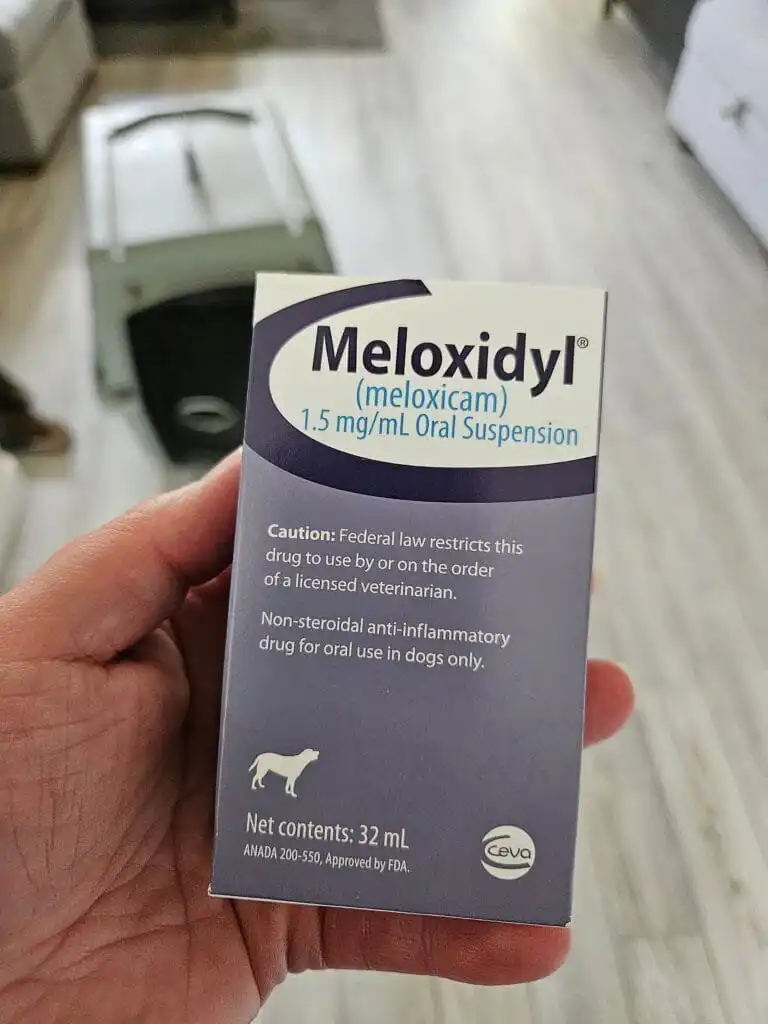 Meloxidyl®
(meloxicam)
1.5 mg/mL Oral Suspension
Caution: Federal law restricts this
drug to use by or on the order
of a licensed veterinarian.
Non-steroidal anti-inflammatory
drug for oral use in dogs only.
Net contents: 32 mL
ANADA 200-550, Approved by FDA.
ceva